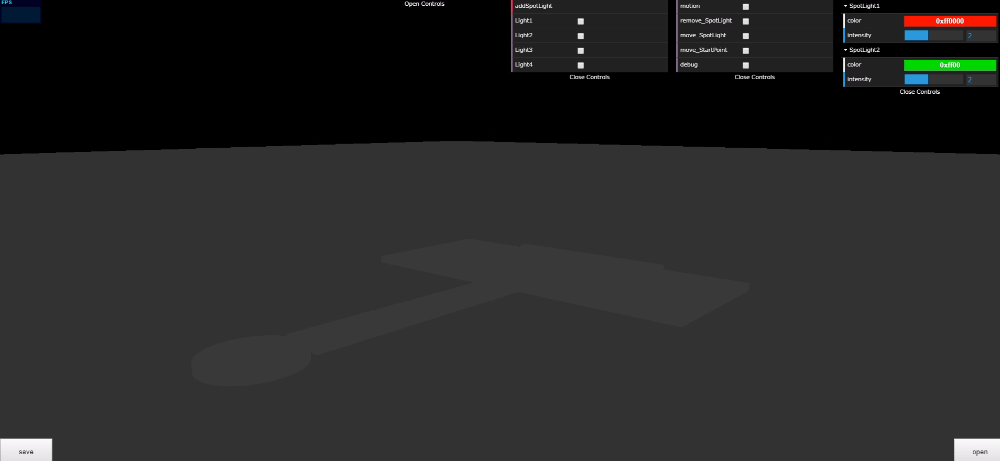 FPS
Open Controls
addSpotLight
Light1
Light2
Light3
Light4
Close Controls
motion
remove_SpotLight
move_SpotLight
move_StartPoint
debug
Close Controls
SpotLight1
color 0xff0000
intensity 2
SpotLight2
color 0xff00
intensity 2
Close Controls
save
open